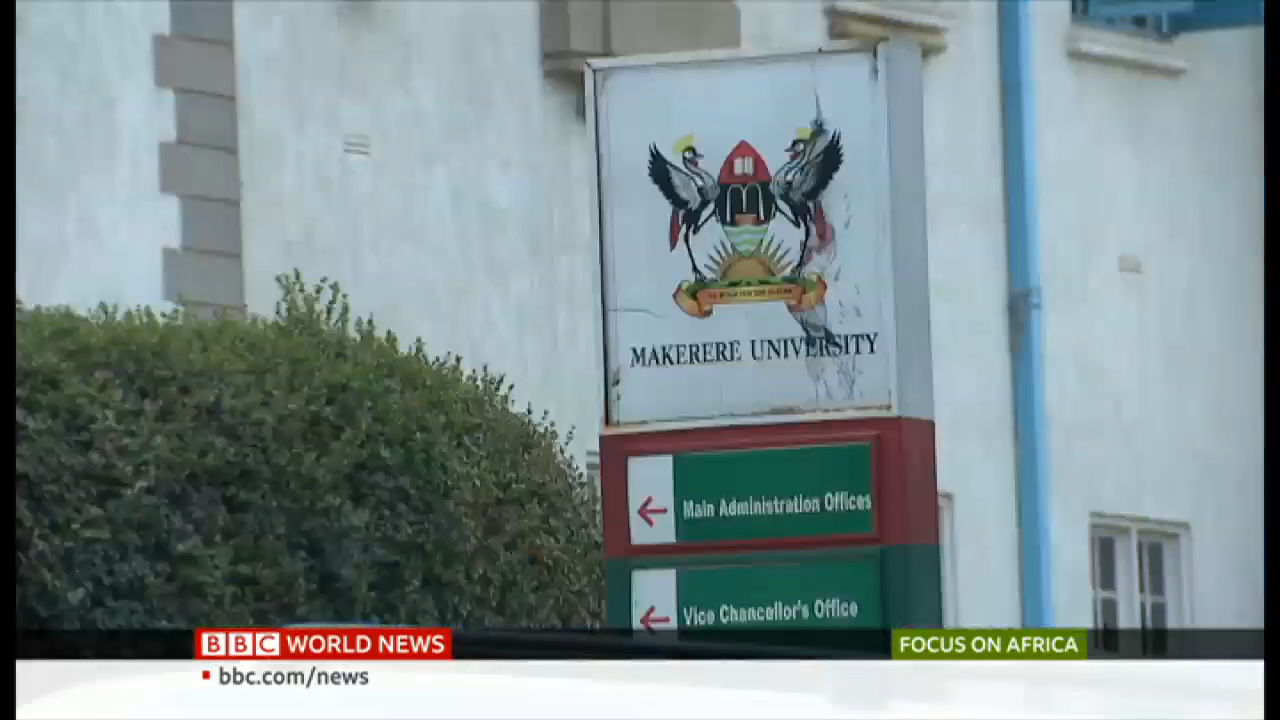 MAKERERE UNIVERSITY
Main Administration Offices
Vice Chancellor's Office
BBC WORLD NEWS
FOCUS ON AFRICA
bbc.com/news